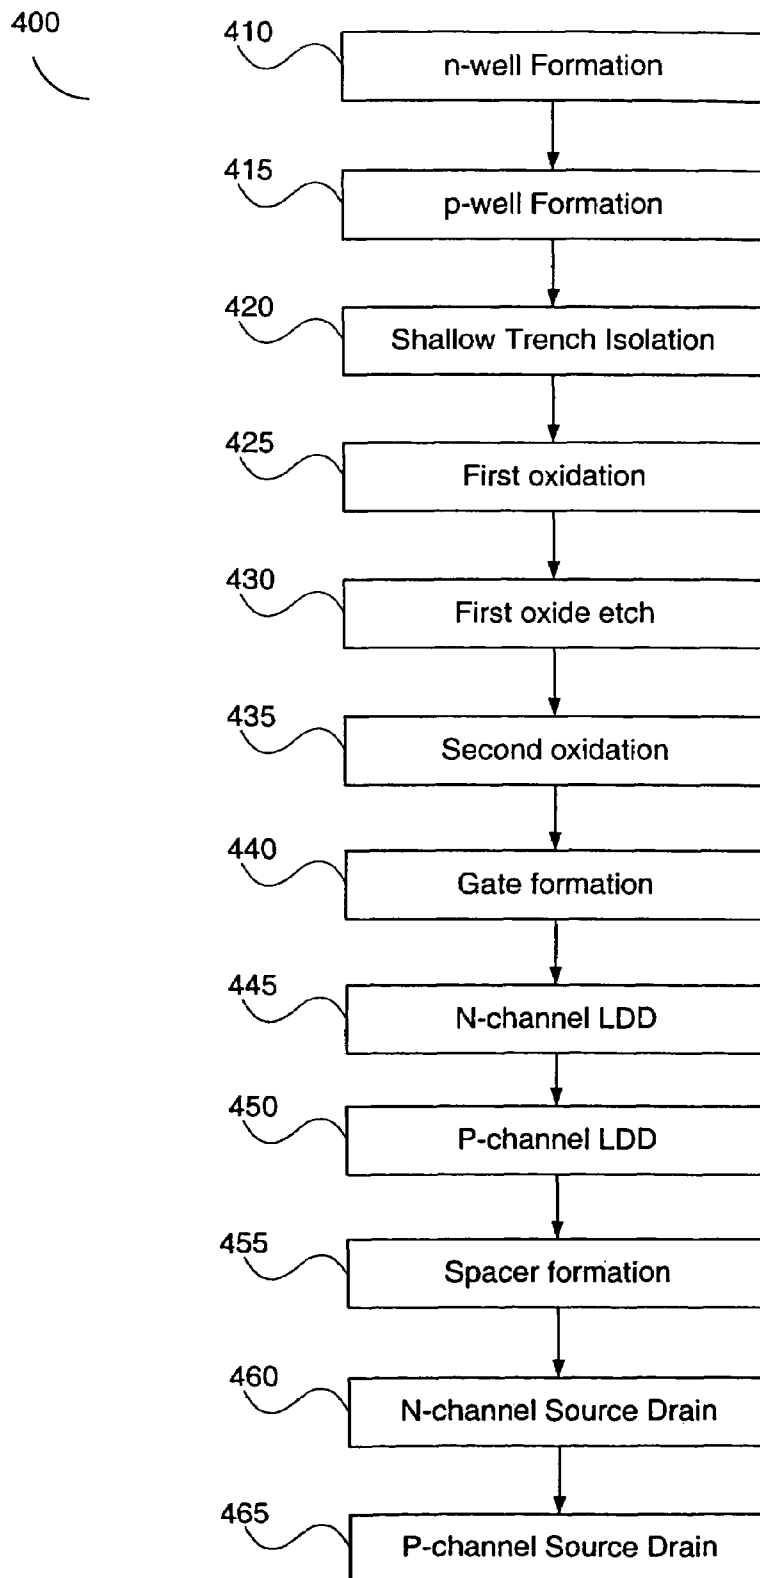 400
410
n-well Formation
415
p-well Formation
420
Shallow Trench Isolation
425
First oxidation
430
First oxide etch
435
Second oxidation
440
Gate formation
445
N-channel LDD
450
P-channel LDD
455
Spacer formation
460
N-channel Source Drain
465
P-channel Source Drain